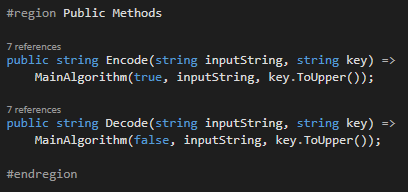 #region Public Methods
7 references
public string Encode(string inputString, string key) =>
MainAlgorithm(true, inputString, key.ToUpper());
7 references
public string Decode(string inputString, string key) =>
MainAlgorithm(false, inputString, key.ToUpper());
#endregion